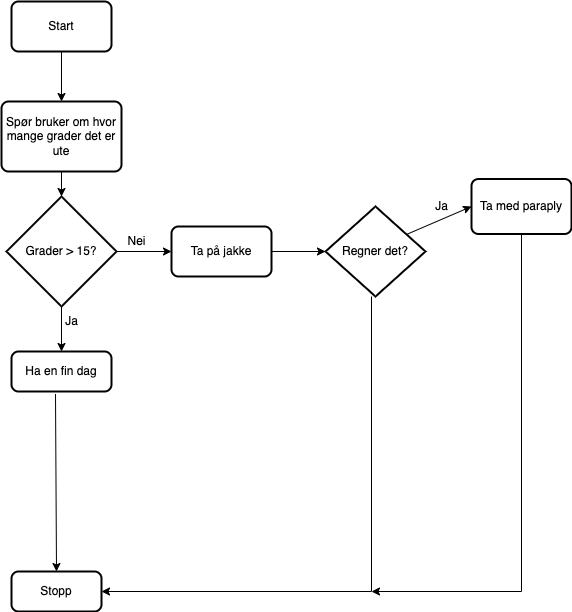 Start
Spør bruker om hvor
mange grader det er
ute
Grader > 15?
Nei
Ta på jakke
Regner det?
Ja
Ta med paraply
Ja
Ha en fin dag
Stopp